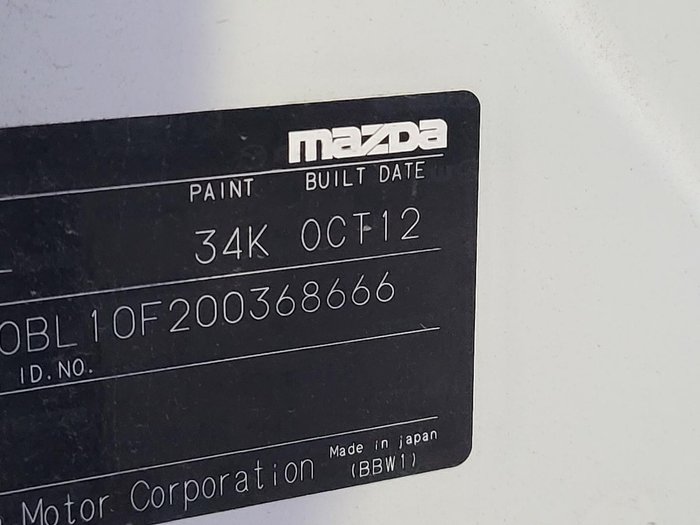 mazda
PAINT BUILT DATE
34K OCT12
0BL10F200368666
ID.NO.
Made in japan
Motor Corporation (BBW1)